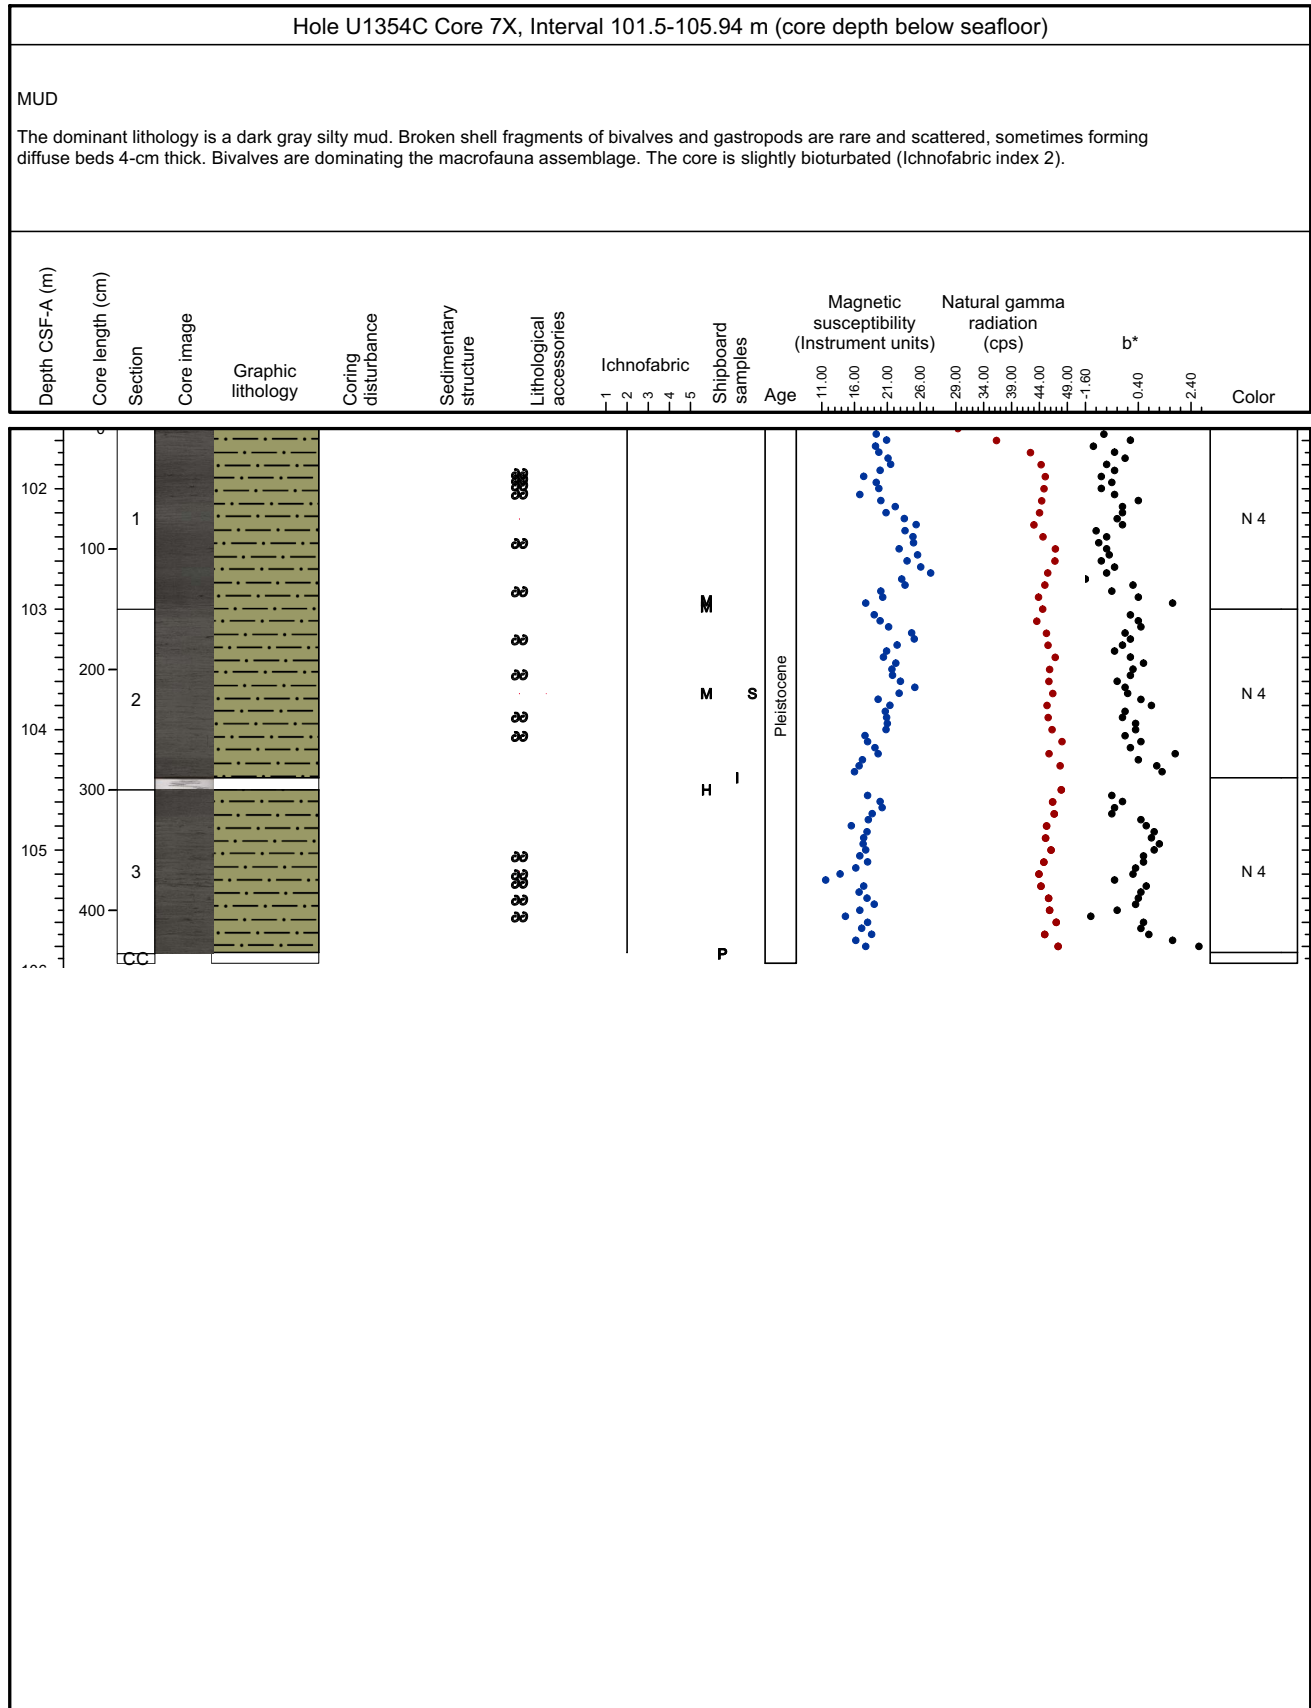 Hole U1354C Core 7X, Interval 101.5-105.94 m (core depth below seafloor)
MUD
The dominant lithology is a dark gray silty mud. Broken shell fragments of bivalves and gastropods are rare and scattered, sometimes forming
diffuse beds 4-cm thick. Bivalves are dominating the macrofauna assemblage. The core is slightly bioturbated (Ichnofabric index 2).
Depth CSF-A (m)
Core length (cm)
Section
Core image
Graphic
lithology
Coring
disturbance
Sedimentary
structure
Lithological
accessories
Ichnofabric
1 2 3 4 5
Shipboard
samples
Age
Magnetic
susceptibility
(Instrument units)
11.00 16.00 21.00 26.00
Natural gamma
radiation
(cps)
29.00 34.00 39.00 44.00 49.00
b*
-1.60 0.40 2.40
Color
0
102
1
N 4
100
M
103
M
200
2
M S
N 4
Pleistocene
104
I
300
H
105
3
N 4
400
P
CC